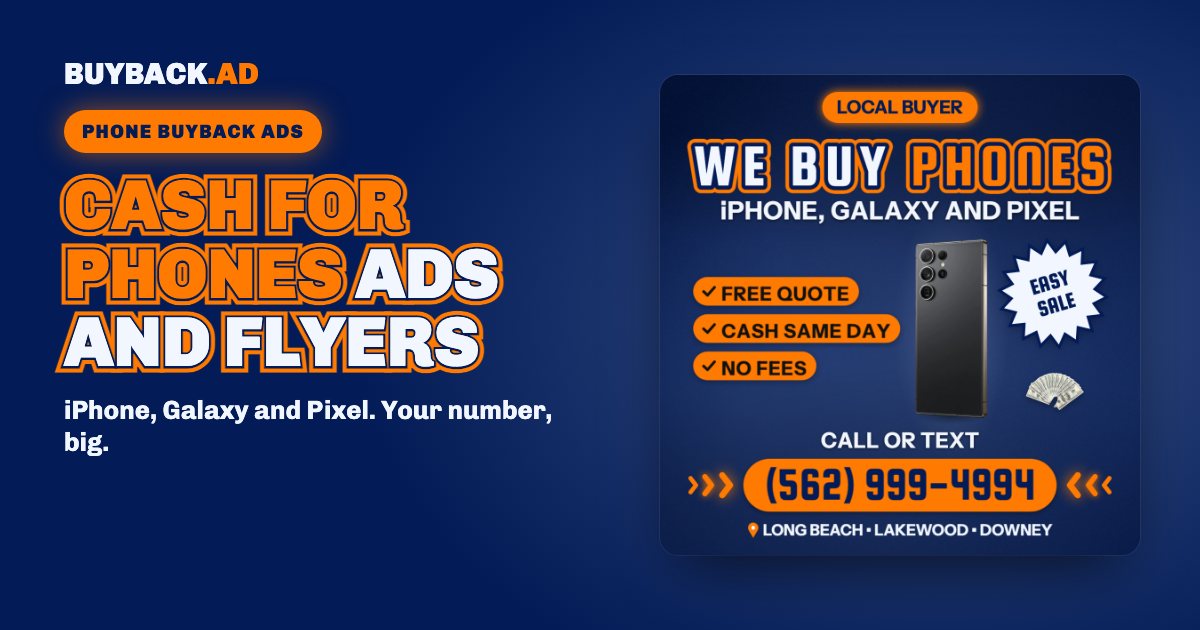 BUYBACK.AD
PHONE BUYBACK ADS
CASH FOR
PHONES ADS
AND FLYERS
iPhone, Galaxy and Pixel. Your number,
big.
LOCAL BUYER
WE BUY PHONES
iPHONE, GALAXY AND PIXEL
FREE QUOTE
CASH SAME DAY
NO FEES
EASY
SALE
CALL OR TEXT
(562) 999-4994
LONG BEACH • LAKEWOOD • DOWNEY